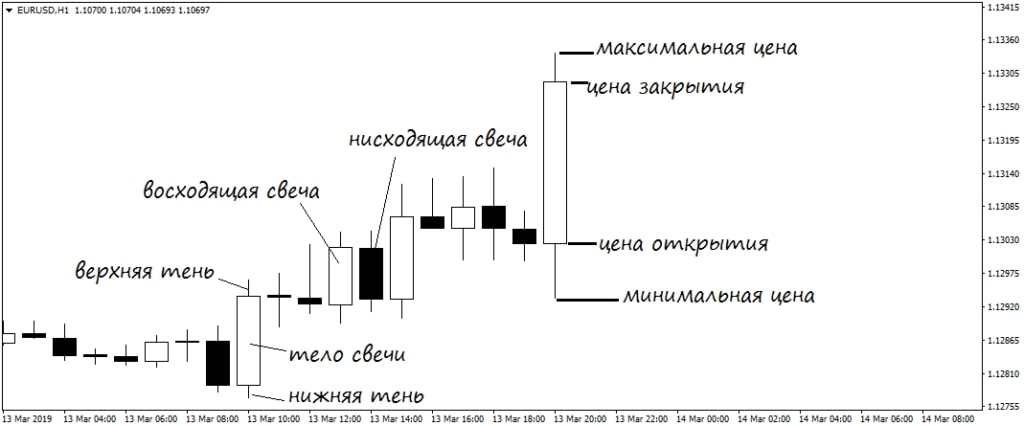 EURUSD,H1 1.10700 1.10704 1.10693 1.10697
1.13415
максимальная цена
1.13360
1.13305
цена закрытия
1.13250
1.13195
нисходящая свеча
1.13140
восходящая свеча
1.13085
1.13030
цена открытия
верхняя тень
1.12975
минимальная цена
1.12920
1.12865
тело свечи
1.12810
нижняя тень
1.12755
13 Mar 2019 13 Mar 04:00 13 Mar 06:00 13 Mar 08:00 13 Mar 10:00 13 Mar 12:00 13 Mar 14:00 13 Mar 16:00 13 Mar 18:00 13 Mar 20:00 13 Mar 22:00 14 Mar 00:00 14 Mar 02:00 14 Mar 04:00 14 Mar 06:00 14 Mar 08:00